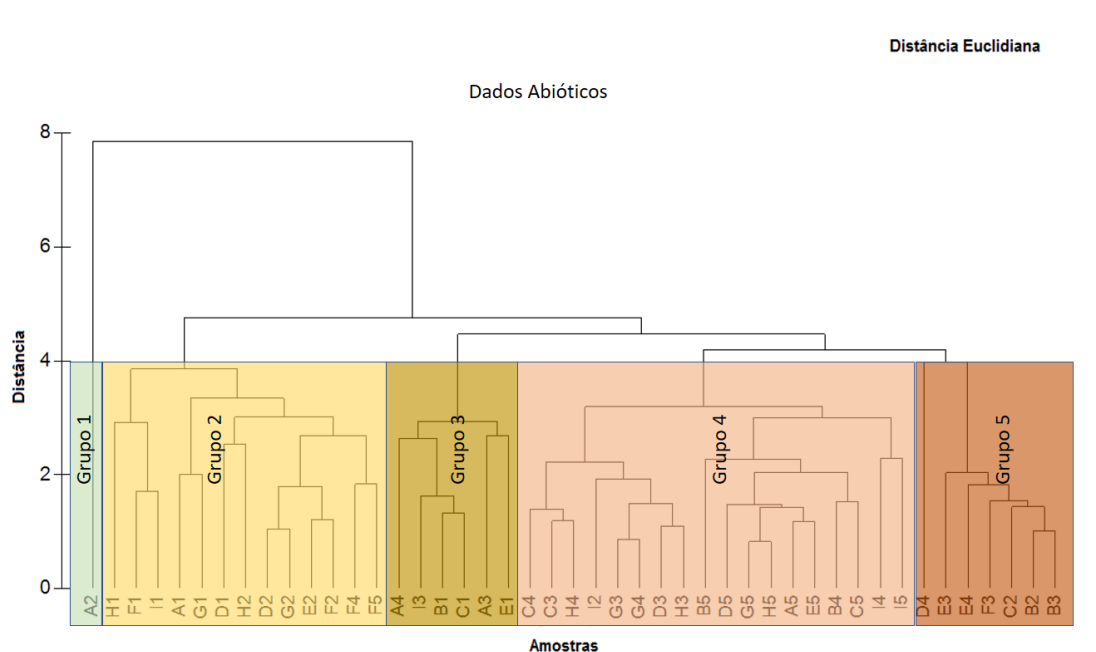 Distância Euclidiana
Dados Abióticos
8
6
4
2
0
Distância
Grupo 1
Grupo 2
Grupo 3
Grupo 4
Grupo 5
A2 H1 F1 I1 A1 G1 D1 H2 D2 G2 E2 F2 F4 F5 A4 I3 B1 C1 A3 E1 C4 C3 H4 I2 G3 G4 D3 H3 B5 D5 G5 H5 A5 E5 B4 C5 I4 I5 D4 E3 E4 F3 C2 B2 B3
Amostras